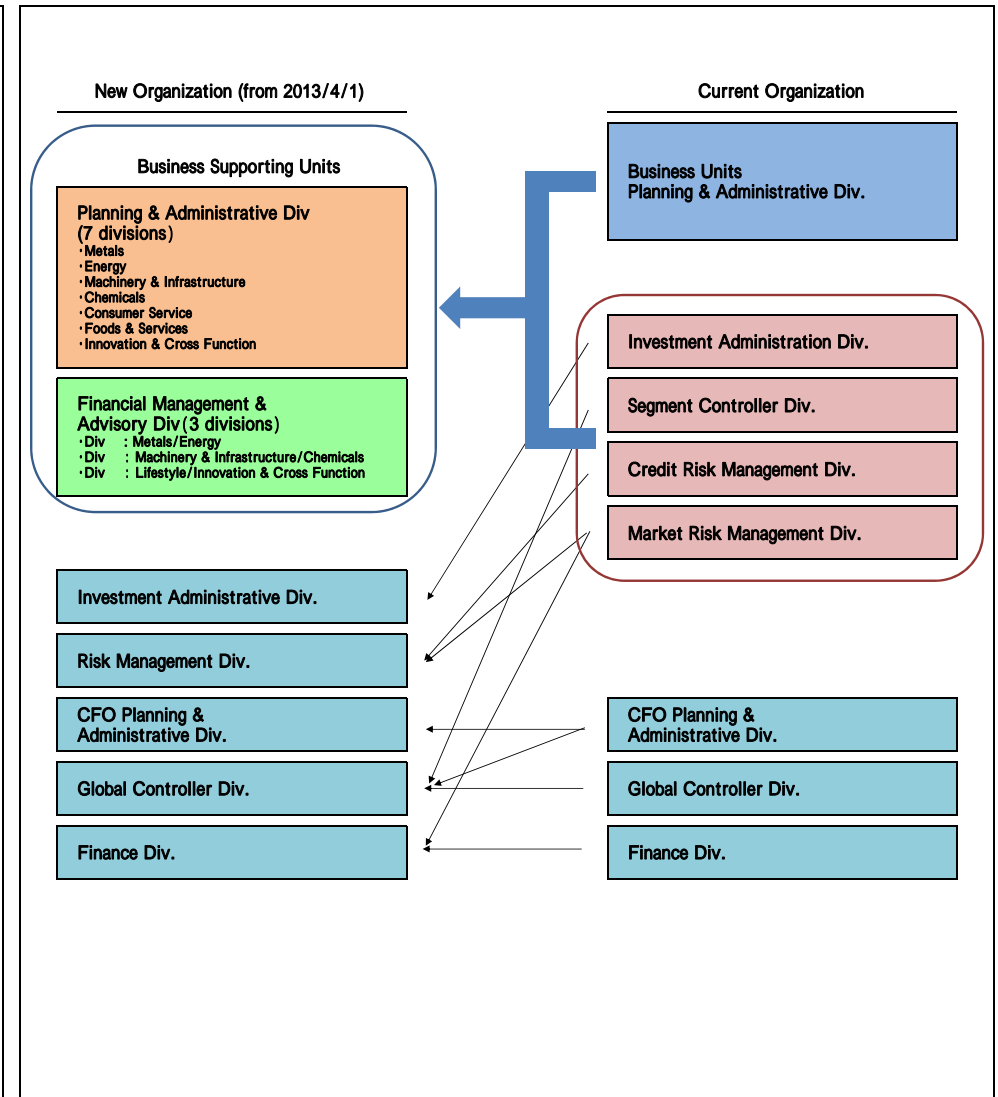 New Organization (from 2013/4/1)
Business Supporting Units
Planning & Administrative Div
(7 divisions)
・Metals
・Energy
・Machinery & Infrastructure
・Chemicals
・Consumer Service
・Foods & Services
・Innovation & Cross Function
Financial Management &
Advisory Div(3 divisions)
・Div : Metals/Energy
・Div : Machinery & Infrastructure/Chemicals
・Div : Lifestyle/Innovation & Cross Function
Investment Administrative Div.
Risk Management Div.
CFO Planning &
Administrative Div.
Global Controller Div.
Finance Div.
Current Organization
Business Units
Planning & Administrative Div.
Investment Administration Div.
Segment Controller Div.
Credit Risk Management Div.
Market Risk Management Div.
CFO Planning &
Administrative Div.
Global Controller Div.
Finance Div.